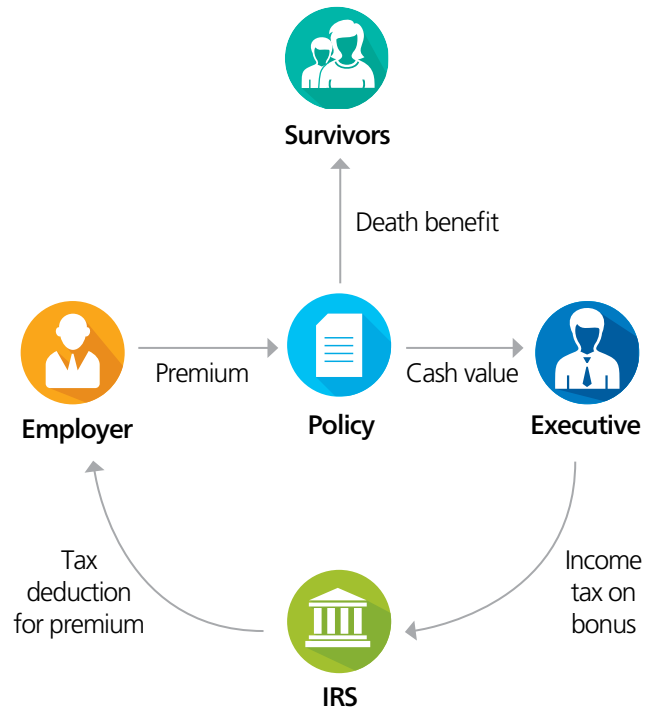 Survivors
Death benefit
Premium
Cash value
Employer
Policy
Executive
Tax
deduction
for premium
Income
tax on
bonus
IRS